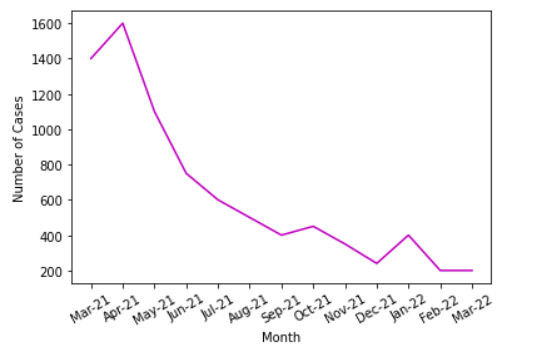 1600
1400
1200
1000
800
600
400
200
Number of Cases
Mar-21 Apr-21 May-21 Jun-21 Jul-21 Aug-21 Sep-21 Oct-21 Nov-21 Dec-21 Jan-22 Feb-22 Mar-22
Month